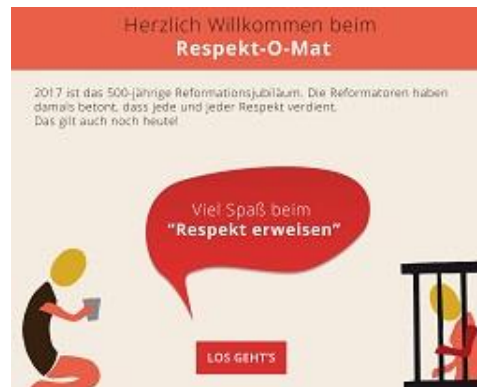 Herzlich Willkommen beim
Respekt-O-Mat
2017 ist das 500-jährige Reformationsjubiläum. Die Reformatoren haben
damals betont, dass jede und jeder Respekt verdient.
Das gilt auch noch heute!
Viel Spaß beim
"Respekt erweisen"
LOS GEHT'S